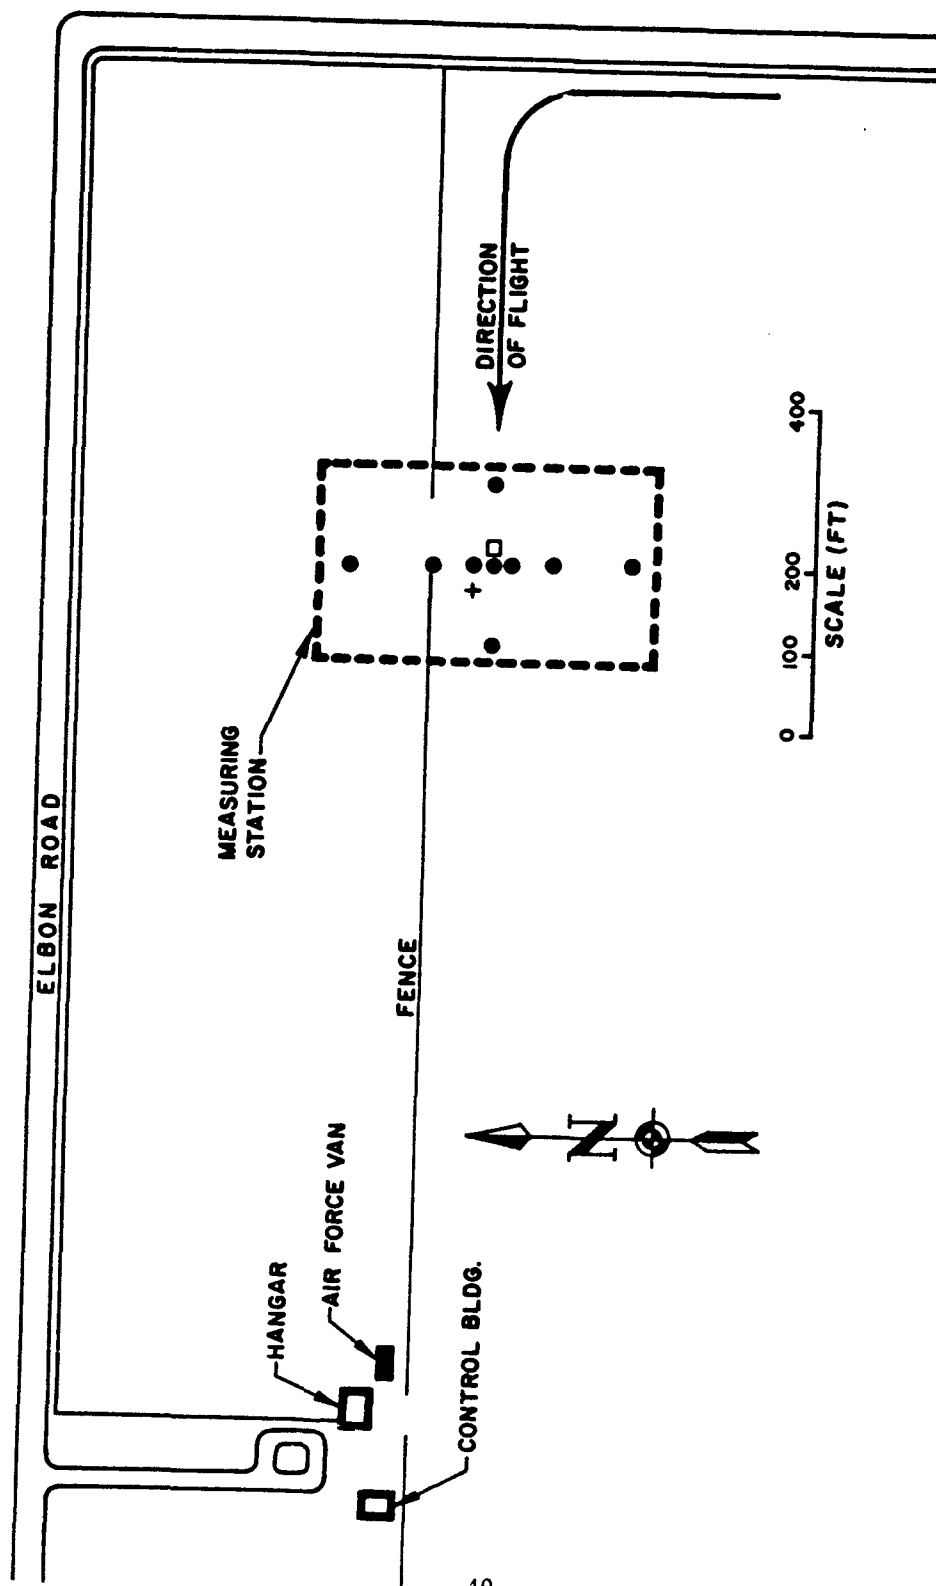 ELBON ROAD
MEASURING
STATION
DIRECTION
OF FLIGHT
0 100 200 400
SCALE (FT)
FENCE
N
HANGAR
AIR FORCE VAN
CONTROL BLDG.